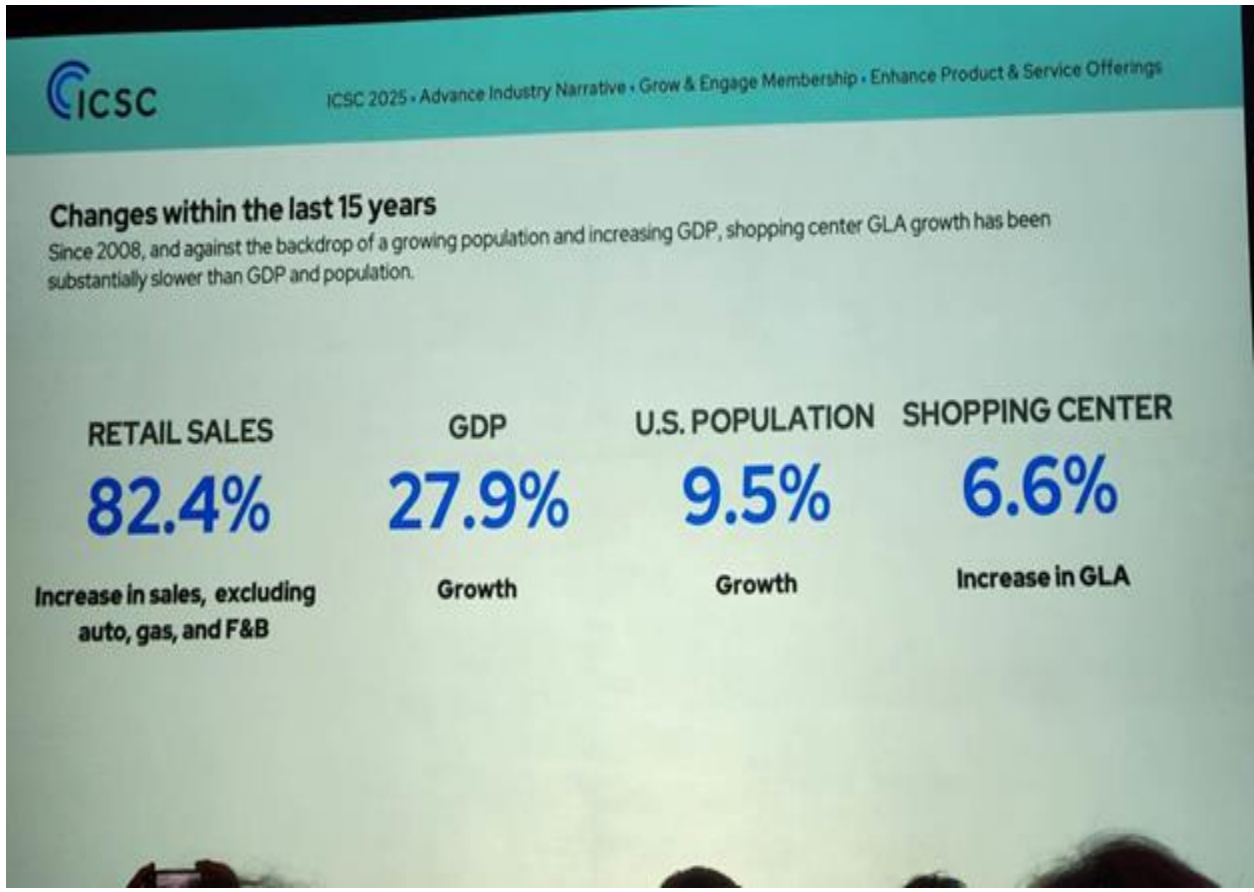 ICSC
ICSC 2025 • Advance Industry Narrative • Grow & Engage Membership • Enhance Product & Service Offerings
Changes within the last 15 years
Since 2008, and against the backdrop of a growing population and increasing GDP, shopping center GLA growth has been
substantially slower than GDP and population.
RETAIL SALES
82.4%
Increase in sales, excluding
auto, gas, and F&B
GDP
27.9%
Growth
U.S. POPULATION
9.5%
Growth
SHOPPING CENTER
6.6%
Increase in GLA